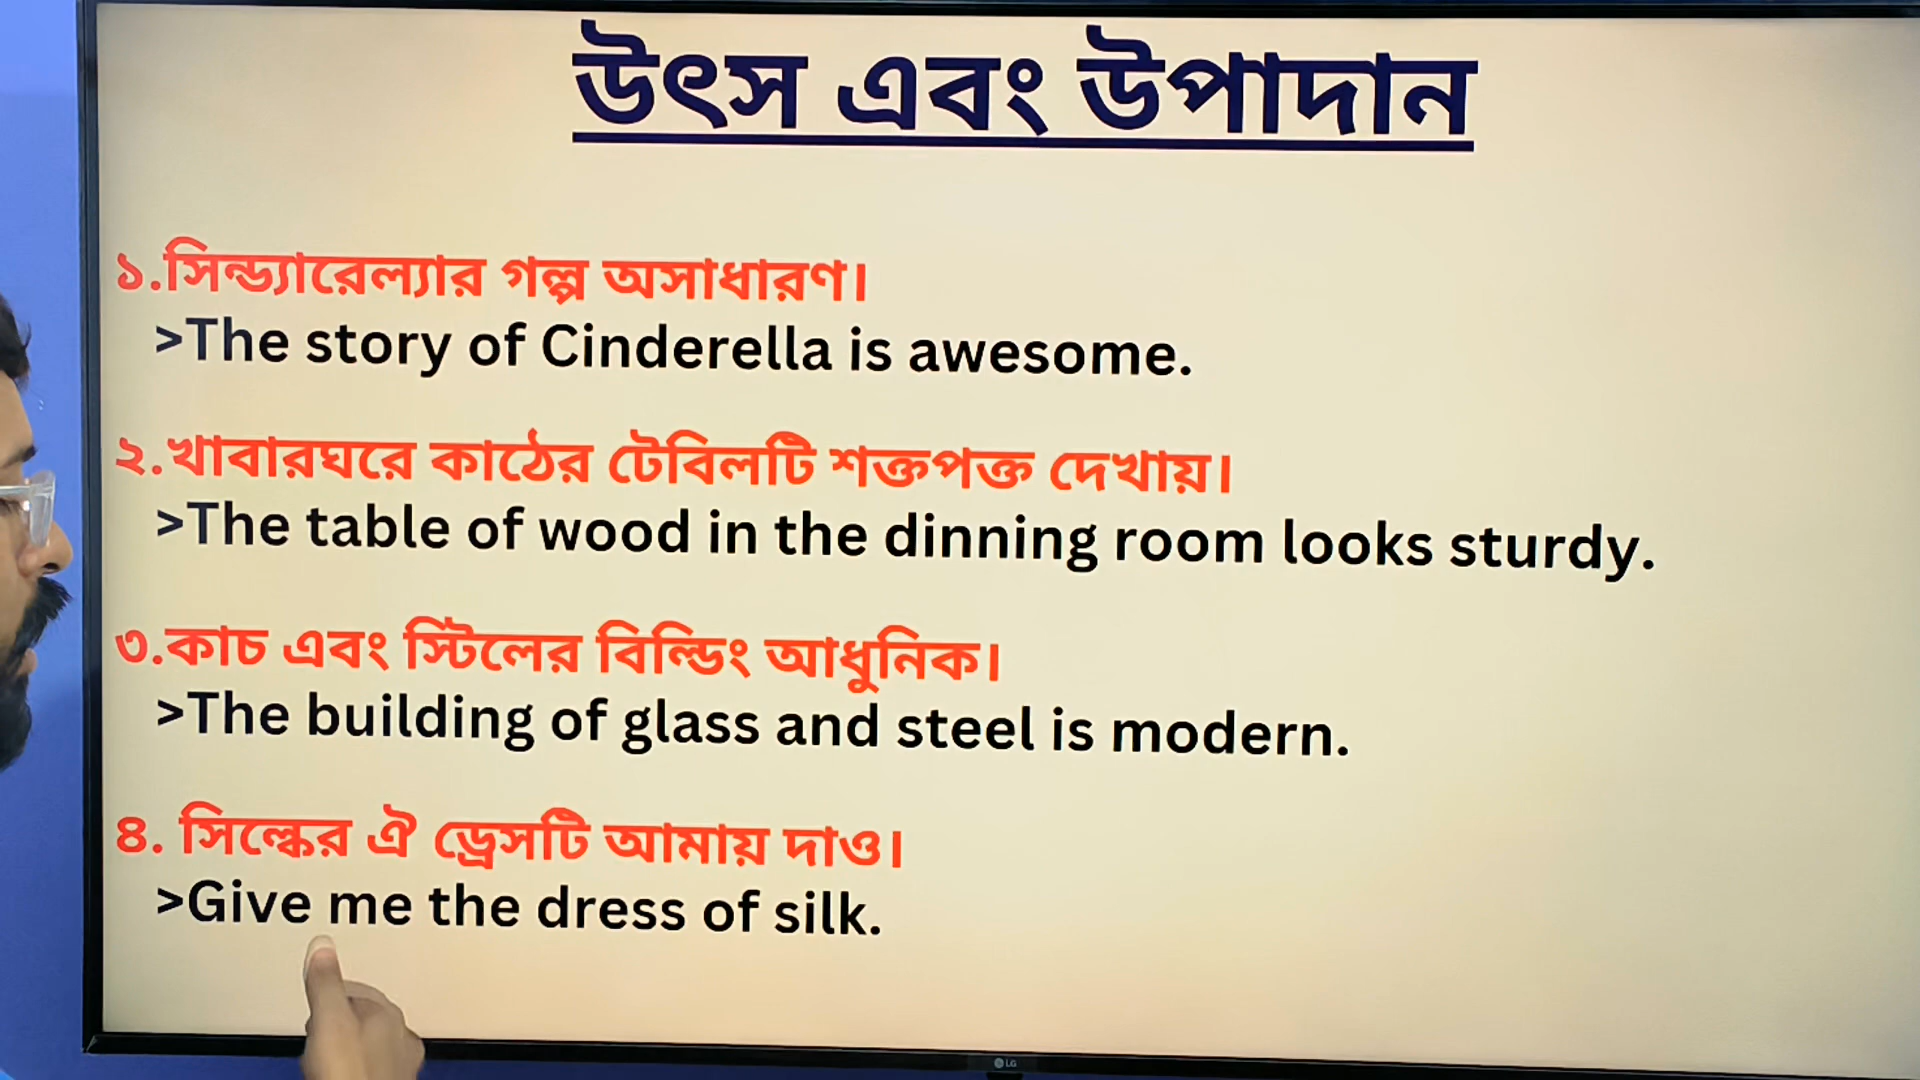 উৎস এবং উপাদান
১.সিন্ড্যারেল্যার গল্প অসাধারণ।
>The story of Cinderella is awesome.
২.খাবারঘরে কাঠের টেবিলটি শক্তপক্ত দেখায়।
>The table of wood in the dinning room looks sturdy.
৩.কাচ এবং স্টিলের বিল্ডিং আধুনিক।
>The building of glass and steel is modern.
৪. সিল্কের ঐ ড্রেসটি আমায় দাও।
>Give me the dress of silk.
LG